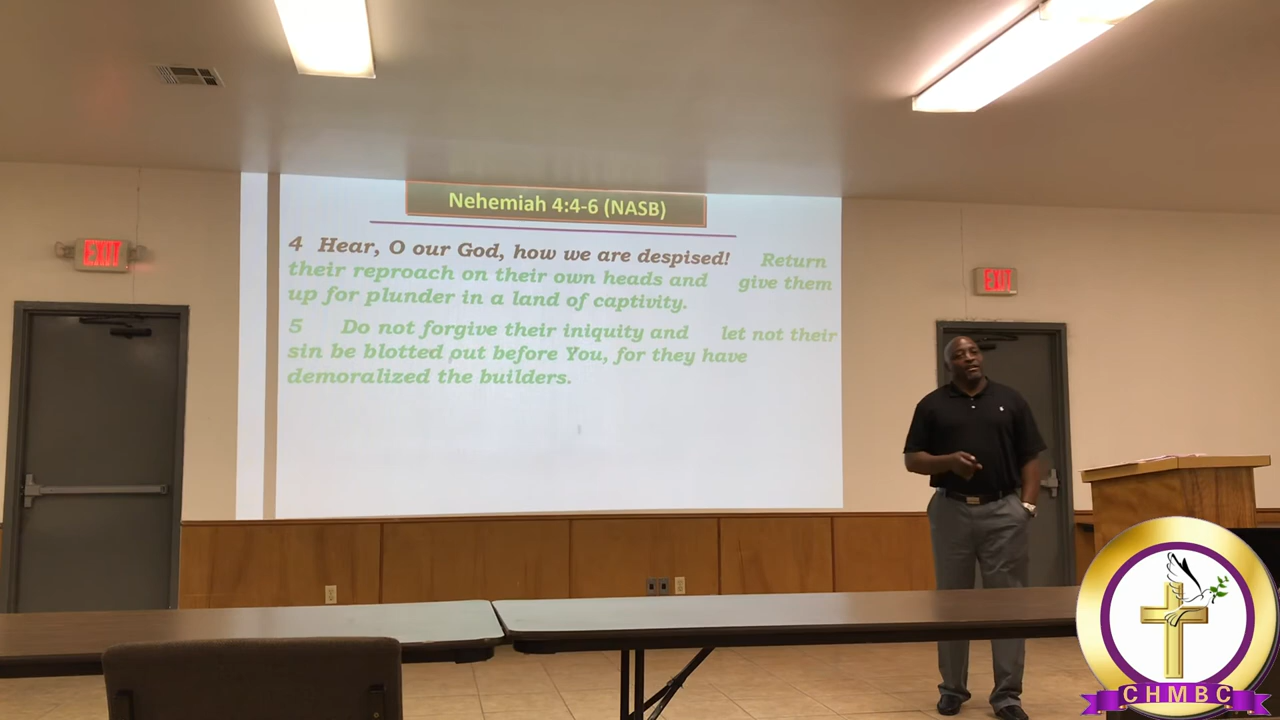 Nehemiah 4:4-6 (NASB)
4 Hear, O our God, how we are despised! Return
their reproach on their own heads and give them
up for plunder in a land of captivity.
5 Do not forgive their iniquity and let not their
sin be blotted out before You, for they have
demoralized the builders.
EXIT
EXIT
CHMBC